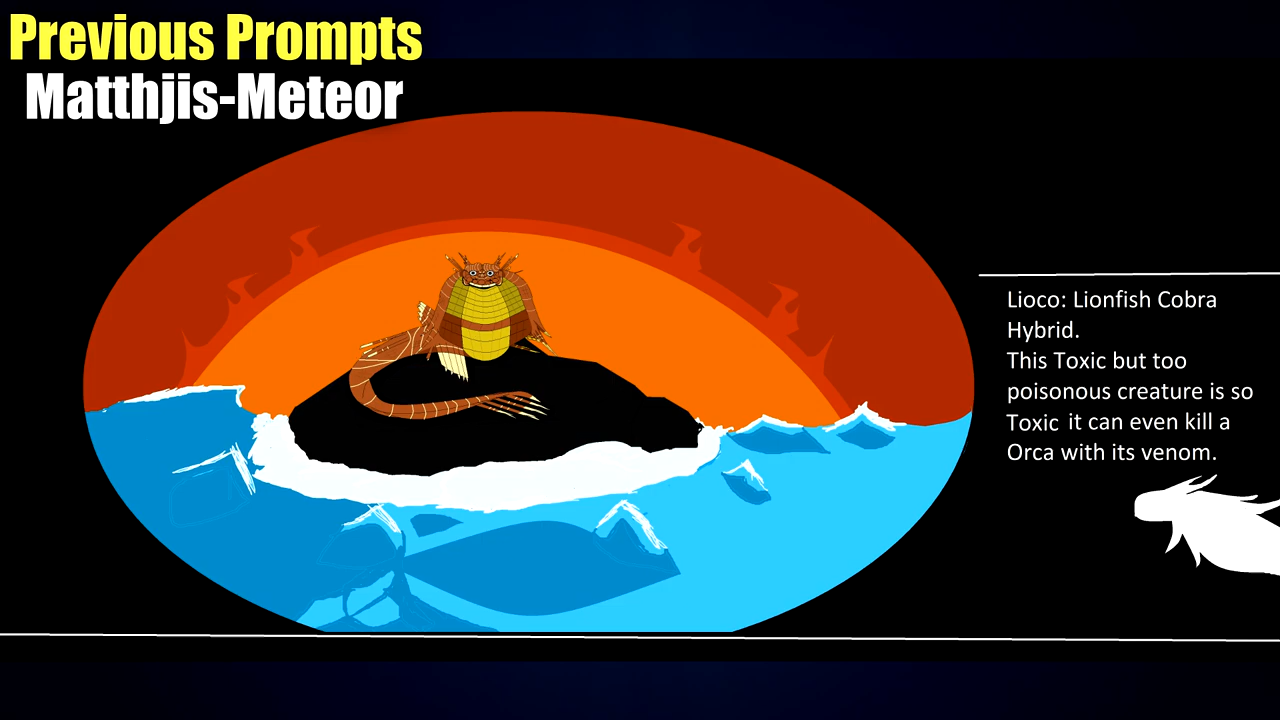 Previous Prompts
Matthjis-Meteor
Lioco: Lionfish Cobra
Hybrid.
This Toxic but too
poisonous creature is so
Toxic it can even kill a
Orca with its venom.